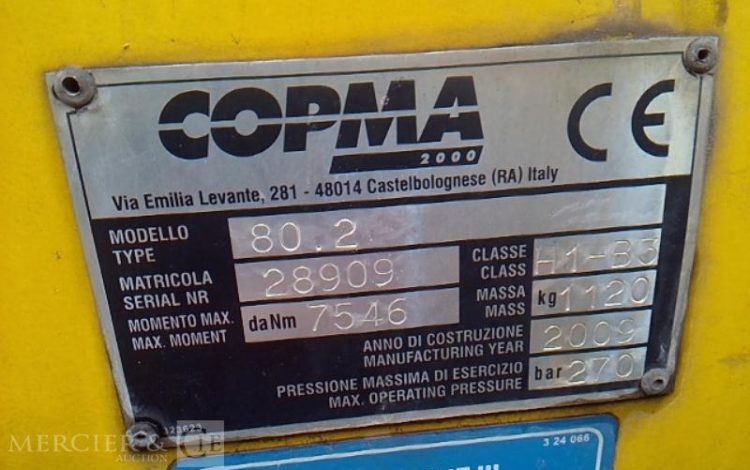 COPMA
2000
CE
Via Emilia Levante, 281 - 48014 Castelbolognese (RA) Italy
MODELLO
TYPE
80.2
MATRICOLA
SERIAL NR
28909
CLASSE
CLASS
H1-B3
MOMENTO MAX.
MAX. MOMENT
daNm 7546
MASSA
MASS
kg 1120
ANNO DI COSTRUZIONE
MANUFACTURING YEAR
2009
PRESSIONE MASSIMA DI ESERCIZIO
MAX. OPERATING PRESSURE
bar 270
3 24 066
MERCIER &
AUCTION